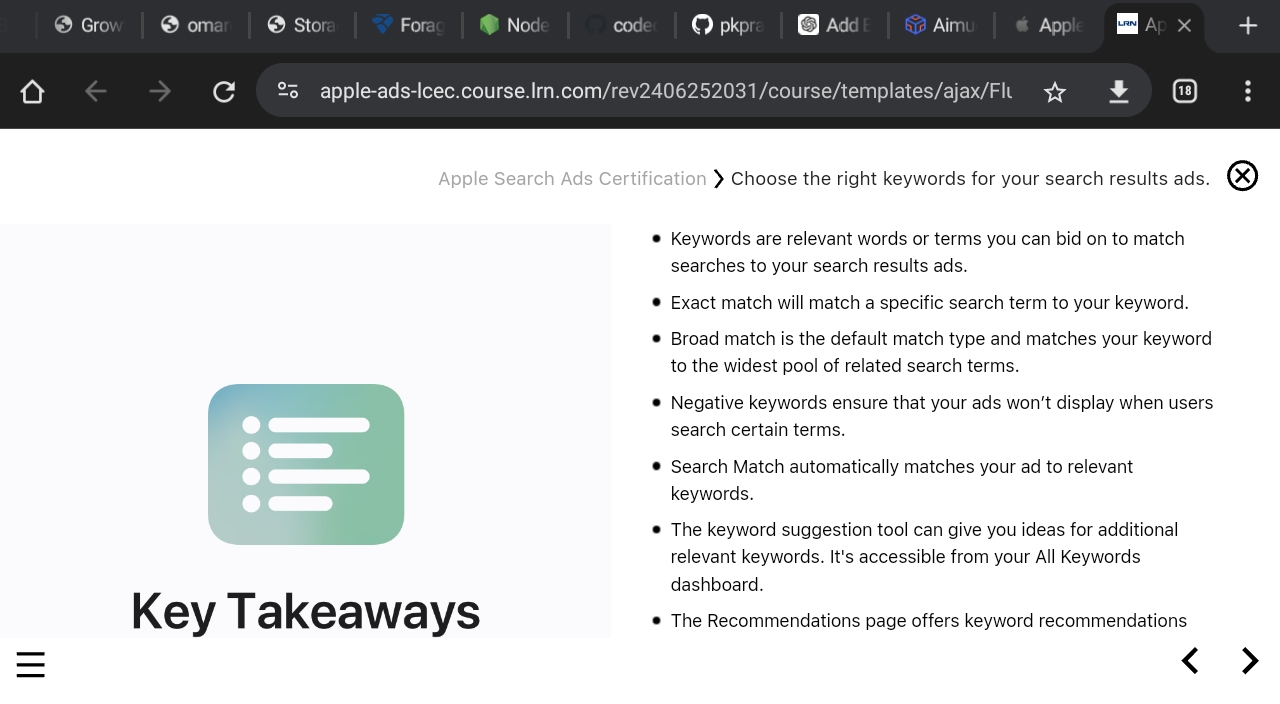 Grow
omar
Stora
Forag
Node
codec
pkpra
Add E
Aimu
Apple
LRN Ap
apple-ads-lcec.course.lrn.com/rev2406252031/course/templates/ajax/Flu
18
Apple Search Ads Certification ❯ Choose the right keywords for your search results ads.
• Keywords are relevant words or terms you can bid on to match
searches to your search results ads.
• Exact match will match a specific search term to your keyword.
• Broad match is the default match type and matches your keyword
to the widest pool of related search terms.
• Negative keywords ensure that your ads won’t display when users
search certain terms.
• Search Match automatically matches your ad to relevant
keywords.
• The keyword suggestion tool can give you ideas for additional
relevant keywords. It's accessible from your All Keywords
dashboard.
• The Recommendations page offers keyword recommendations
Key Takeaways